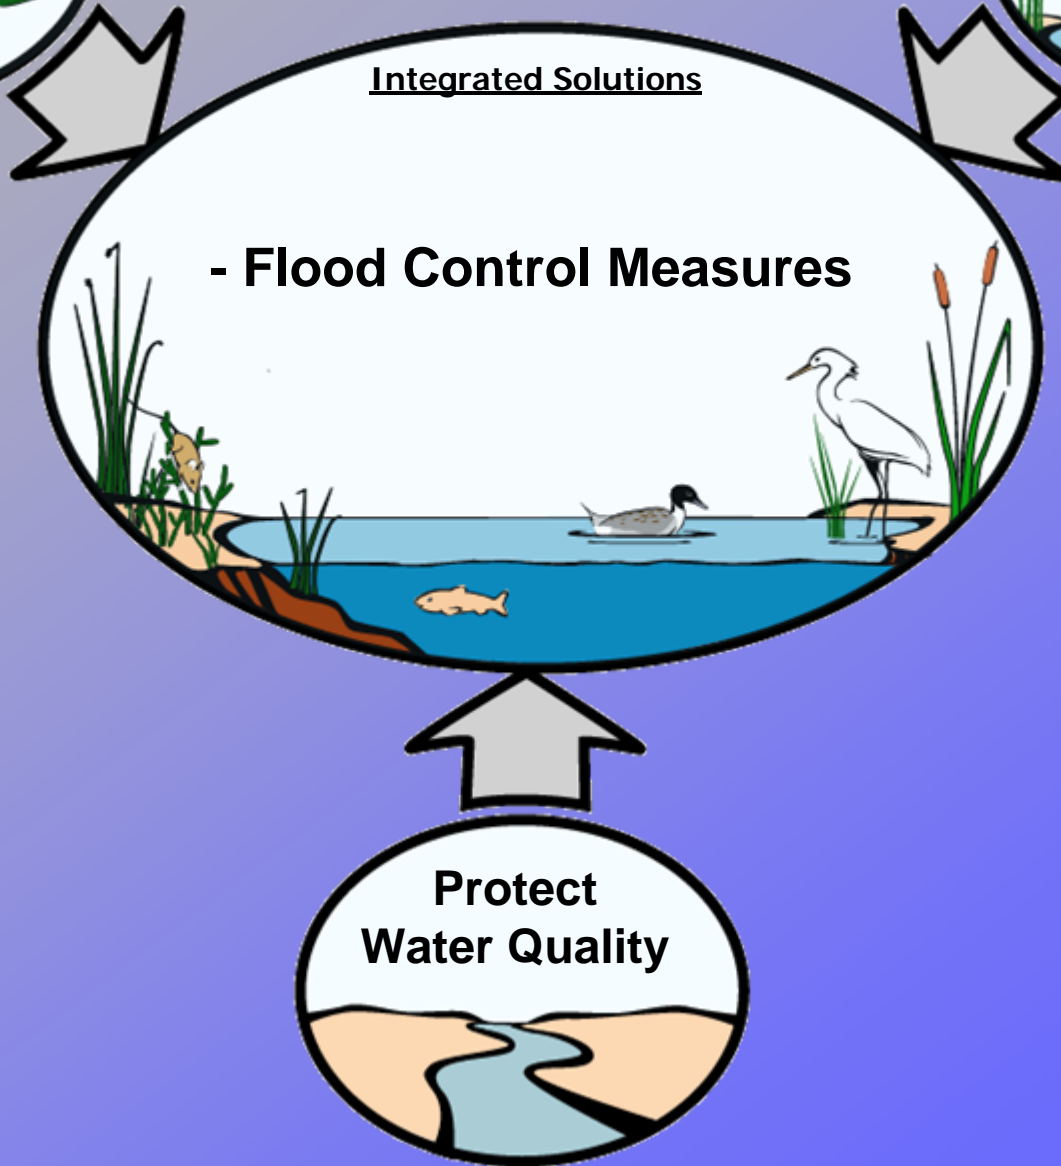 Integrated Solutions
- Flood Control Measures
Protect
Water Quality